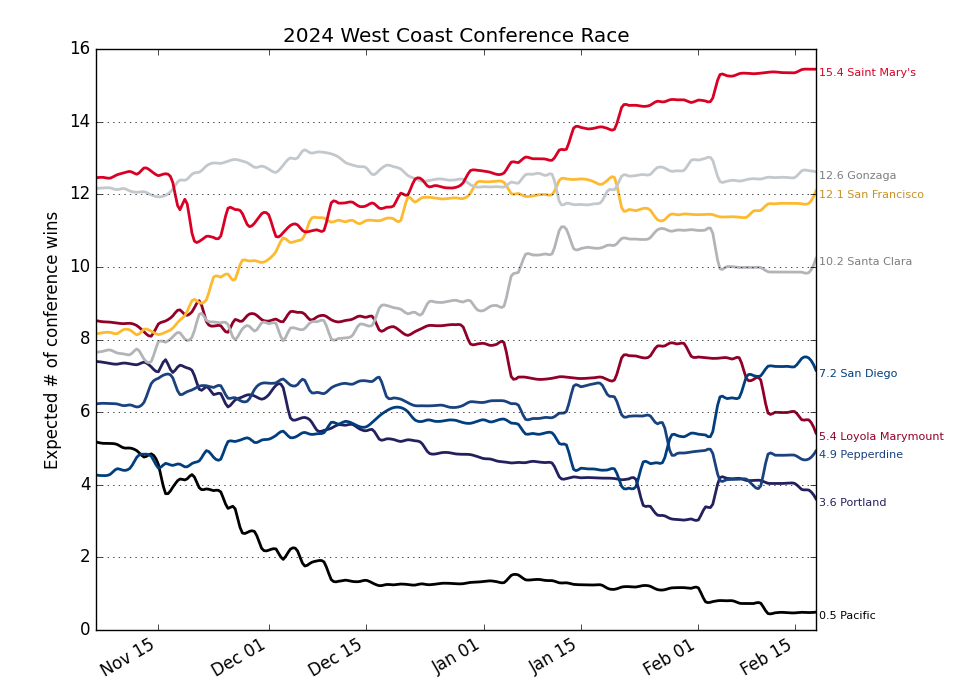 2024 West Coast Conference Race
Expected # of conference wins
16
14
12
10
8
6
4
2
0
Nov 15
Dec 01
Dec 15
Jan 01
Jan 15
Feb 01
Feb 15
15.4 Saint Mary's
12.6 Gonzaga
12.1 San Francisco
10.2 Santa Clara
7.2 San Diego
5.4 Loyola Marymount
4.9 Pepperdine
3.6 Portland
0.5 Pacific